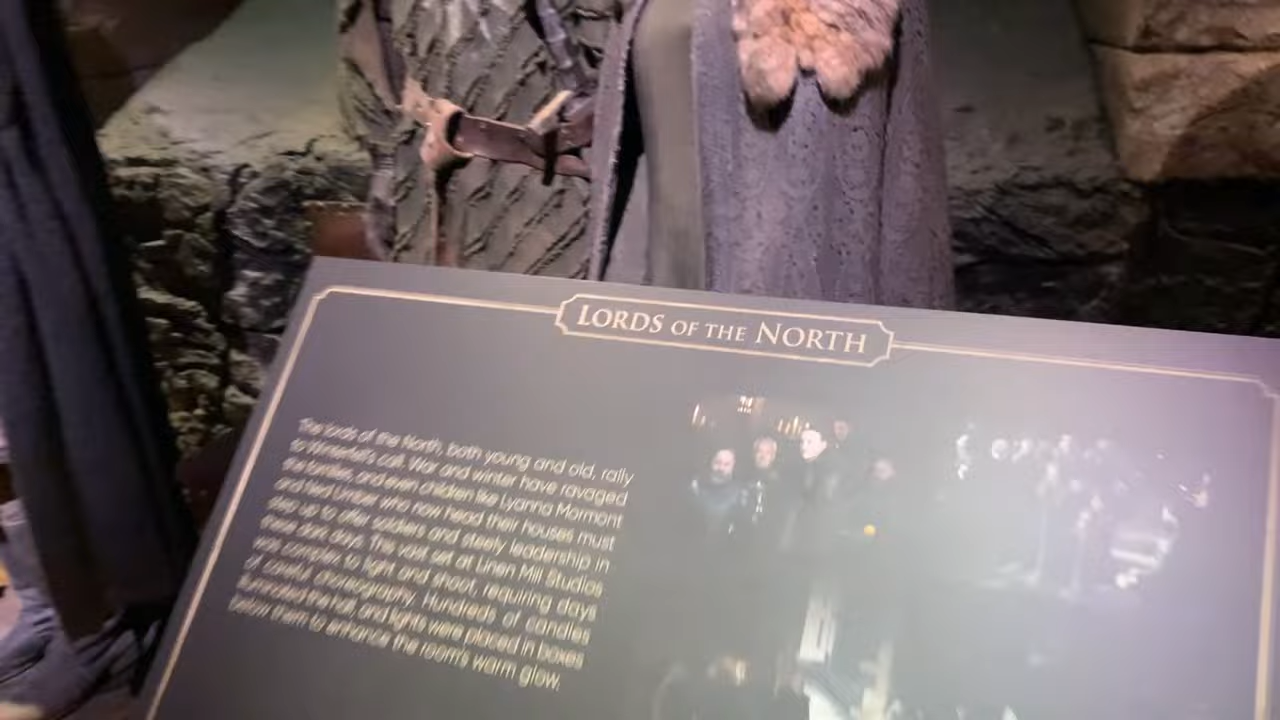 LORDS OF THE NORTH
The lords of the North, both young and old, rally
to Winterfell's call. War and winter have ravaged
the families, and even children like Lyanna Mormont
and Ned Umber who now head their houses must
step up to offer soldiers and steely leadership in
these dark days. The vast set at Linen Mill Studios
was complex to light and shoot, requiring days
of careful choreography. Hundreds of candles
illuminated the hall, and lights were placed in boxes
below them to enhance the room's warm glow.